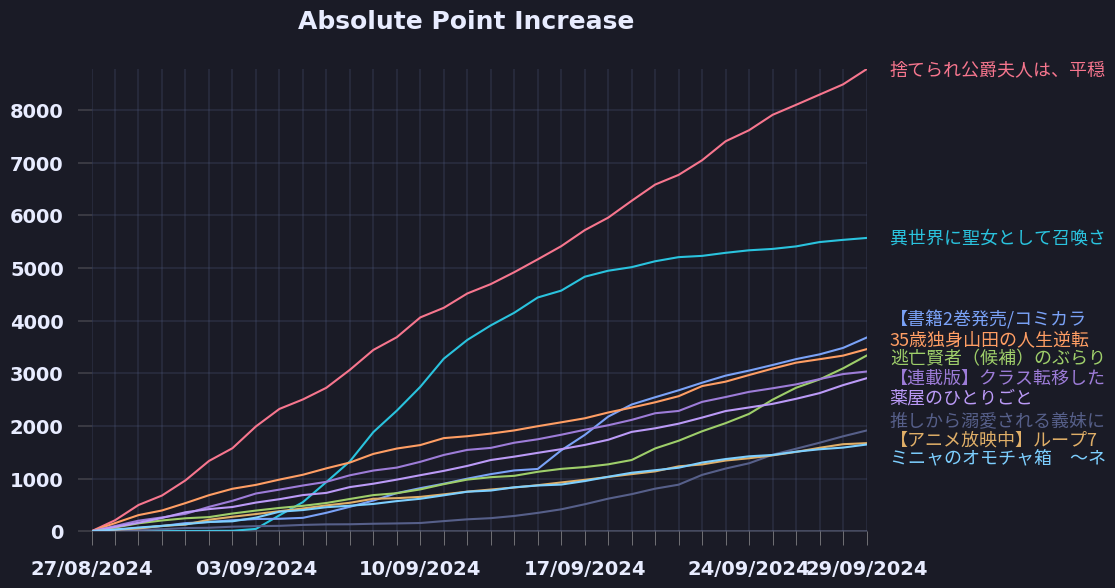 Absolute Point Increase
8000
7000
6000
5000
4000
3000
2000
1000
0
27/08/2024
03/09/2024
10/09/2024
17/09/2024
24/09/2024
29/09/2024
捨てられ公爵夫人は、平穏
異世界に聖女として召喚さ
【書籍2巻発売/コミカラ
35歳独身山田の人生逆転
逃亡賢者（候補）のぶらり
【連載版】クラス転移した
薬屋のひとりごと
推しから溺愛される義妹に
【アニメ放映中】ループ7
ミニャのオモチャ箱　～ネ